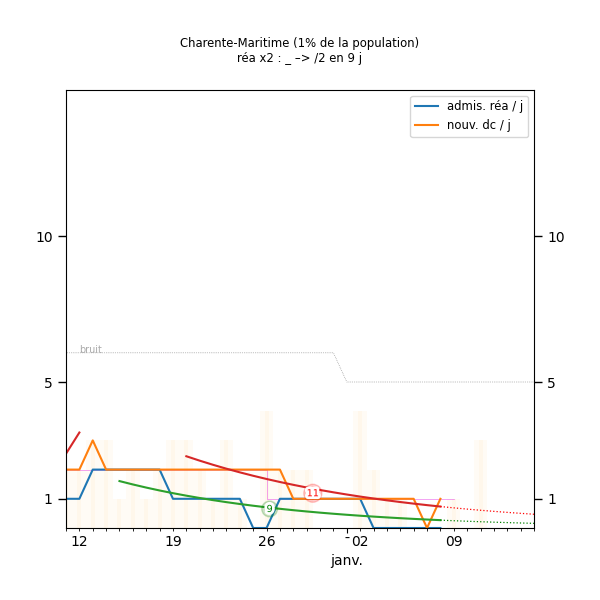 Charente-Maritime (1% de la population)
réa x2 : _ –> /2 en 9 j
admis. réa / j
nouv. dc / j
10
10
bruit
5
5
11
1
1
9
12
19
26
02
09
janv.